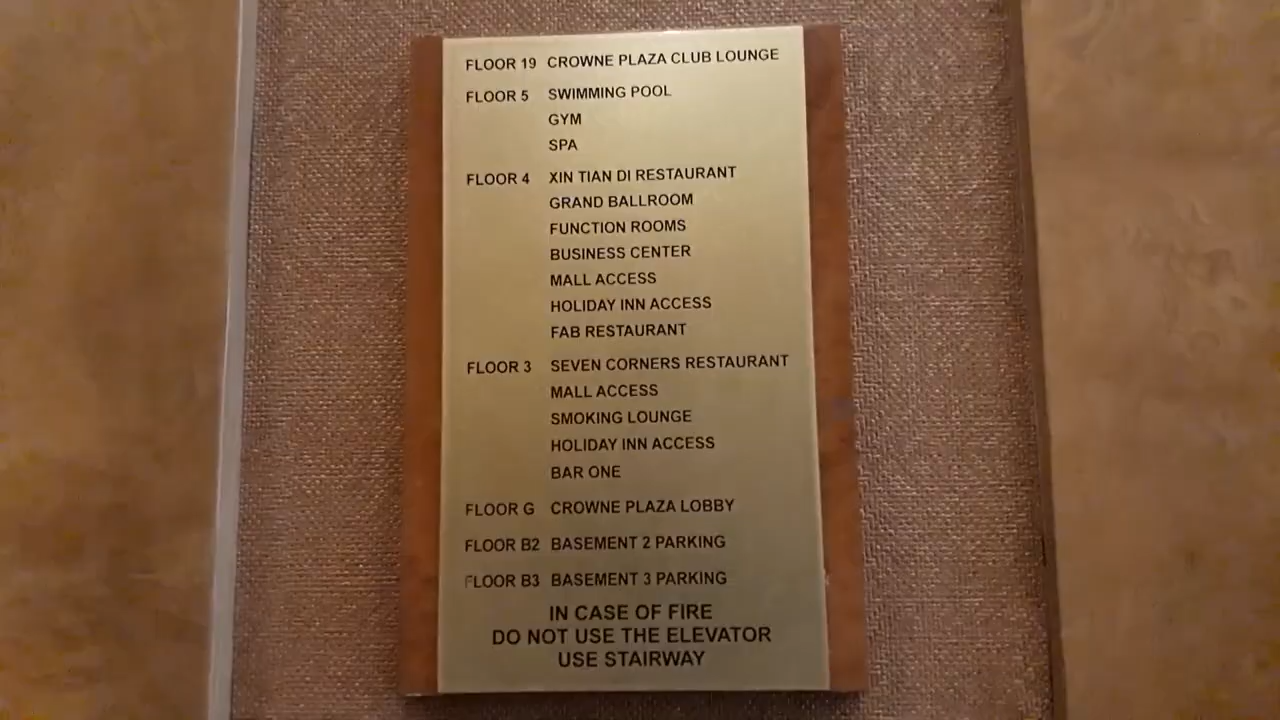 FLOOR 19 CROWNE PLAZA CLUB LOUNGE
FLOOR 5 SWIMMING POOL
GYM
SPA
FLOOR 4 XIN TIAN DI RESTAURANT
GRAND BALLROOM
FUNCTION ROOMS
BUSINESS CENTER
MALL ACCESS
HOLIDAY INN ACCESS
FAB RESTAURANT
FLOOR 3 SEVEN CORNERS RESTAURANT
MALL ACCESS
SMOKING LOUNGE
HOLIDAY INN ACCESS
BAR ONE
FLOOR G CROWNE PLAZA LOBBY
FLOOR B2 BASEMENT 2 PARKING
FLOOR B3 BASEMENT 3 PARKING
IN CASE OF FIRE
DO NOT USE THE ELEVATOR
USE STAIRWAY